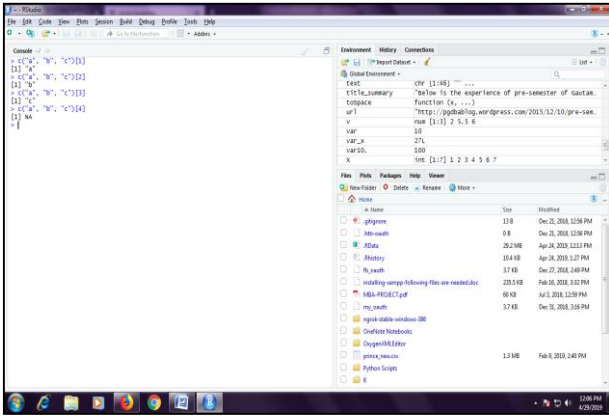 ~ - RStudio
File Edit Code View Plots Session Build Debug Profile Tools Help
Go to file/function Addins
Console ~/
> c("a", "b", "c")[1]
[1] "a"
> c("a", "b", "c")[2]
[1] "b"
> c("a", "b", "c")[3]
[1] "c"
> c("a", "b", "c")[4]
[1] NA
>
Environment History Connections
Import Dataset List
Global Environment
text chr [1:46] "" ...
title_summary "Below is the experience of pre-semester of Gautam.
toSpace function (x, ...)
url "http://pgdbablog.wordpress.com/2015/12/10/pre-sem.
v num [1:3] 2 5.5 6
var 10
var_x 27L
var10. 100
x int [1:7] 1 2 3 4 5 6 7
Files Plots Packages Help Viewer
New Folder Delete Rename More
Home
Name Size Modified
.gitignore 13 B Dec 21, 2018, 12:56 PM
.httr-oauth 0 B Dec 21, 2018, 12:56 PM
.RData 29.2 MB Apr 24, 2019, 12:13 PM
.Rhistory 10.4 KB Apr 24, 2019, 1:27 PM
fb_oauth 3.7 KB Dec 27, 2018, 2:49 PM
installing-xampp-following-files-are-needed.doc 235.5 KB Feb 16, 2018, 3:32 PM
MBA-PROJECT.pdf 60 KB Jul 3, 2018, 12:59 PM
my_oauth 3.7 KB Dec 31, 2018, 3:16 PM
ngrok-stable-windows-386
OneNote Notebooks
OxygenXMLEditor
prince_new.csv 1.3 MB Feb 9, 2019, 2:40 PM
Python Scripts
R
12:06 PM
4/29/2019